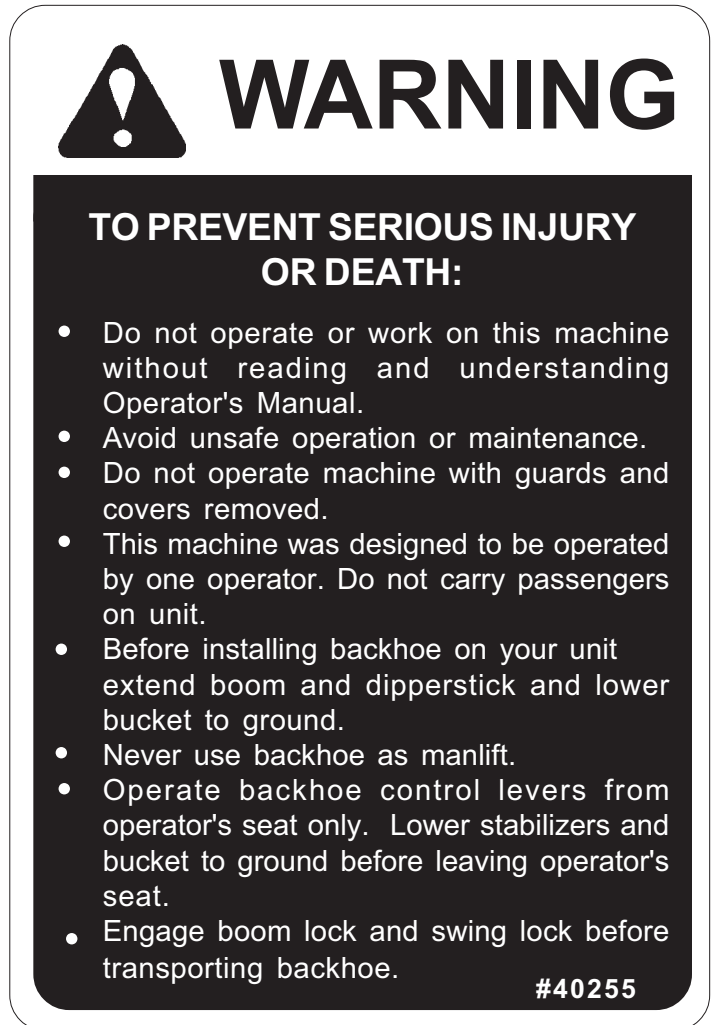 WARNING
TO PREVENT SERIOUS INJURY
OR DEATH:
• Do not operate or work on this machine
without reading and understanding
Operator's Manual.
• Avoid unsafe operation or maintenance.
• Do not operate machine with guards and
covers removed.
• This machine was designed to be operated
by one operator. Do not carry passengers
on unit.
• Before installing backhoe on your unit
extend boom and dipperstick and lower
bucket to ground.
• Never use backhoe as manlift.
• Operate backhoe control levers from
operator's seat only. Lower stabilizers and
bucket to ground before leaving operator's
seat.
• Engage boom lock and swing lock before
transporting backhoe.
#40255